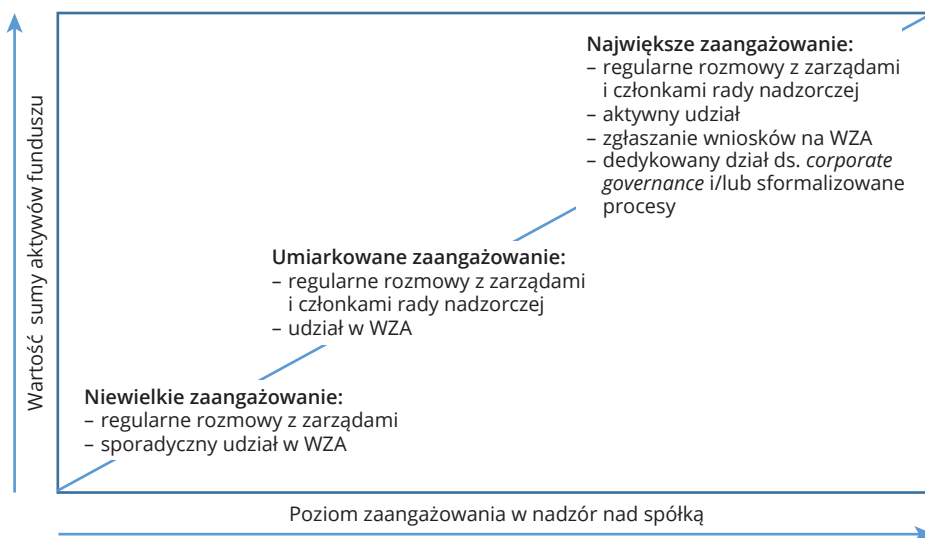 Wartość sumy aktywów funduszu
Największe zaangażowanie:
– regularne rozmowy z zarządami
i członkami rady nadzorczej
– aktywny udział
– zgłaszanie wniosków na WZA
– dedykowany dział ds. corporate
governance i/lub sformalizowane
procesy
Umiarkowane zaangażowanie:
– regularne rozmowy z zarządami
i członkami rady nadzorczej
– udział w WZA
Niewielkie zaangażowanie:
– regularne rozmowy z zarządami
– sporadyczny udział w WZA
Poziom zaangażowania w nadzór nad spółką